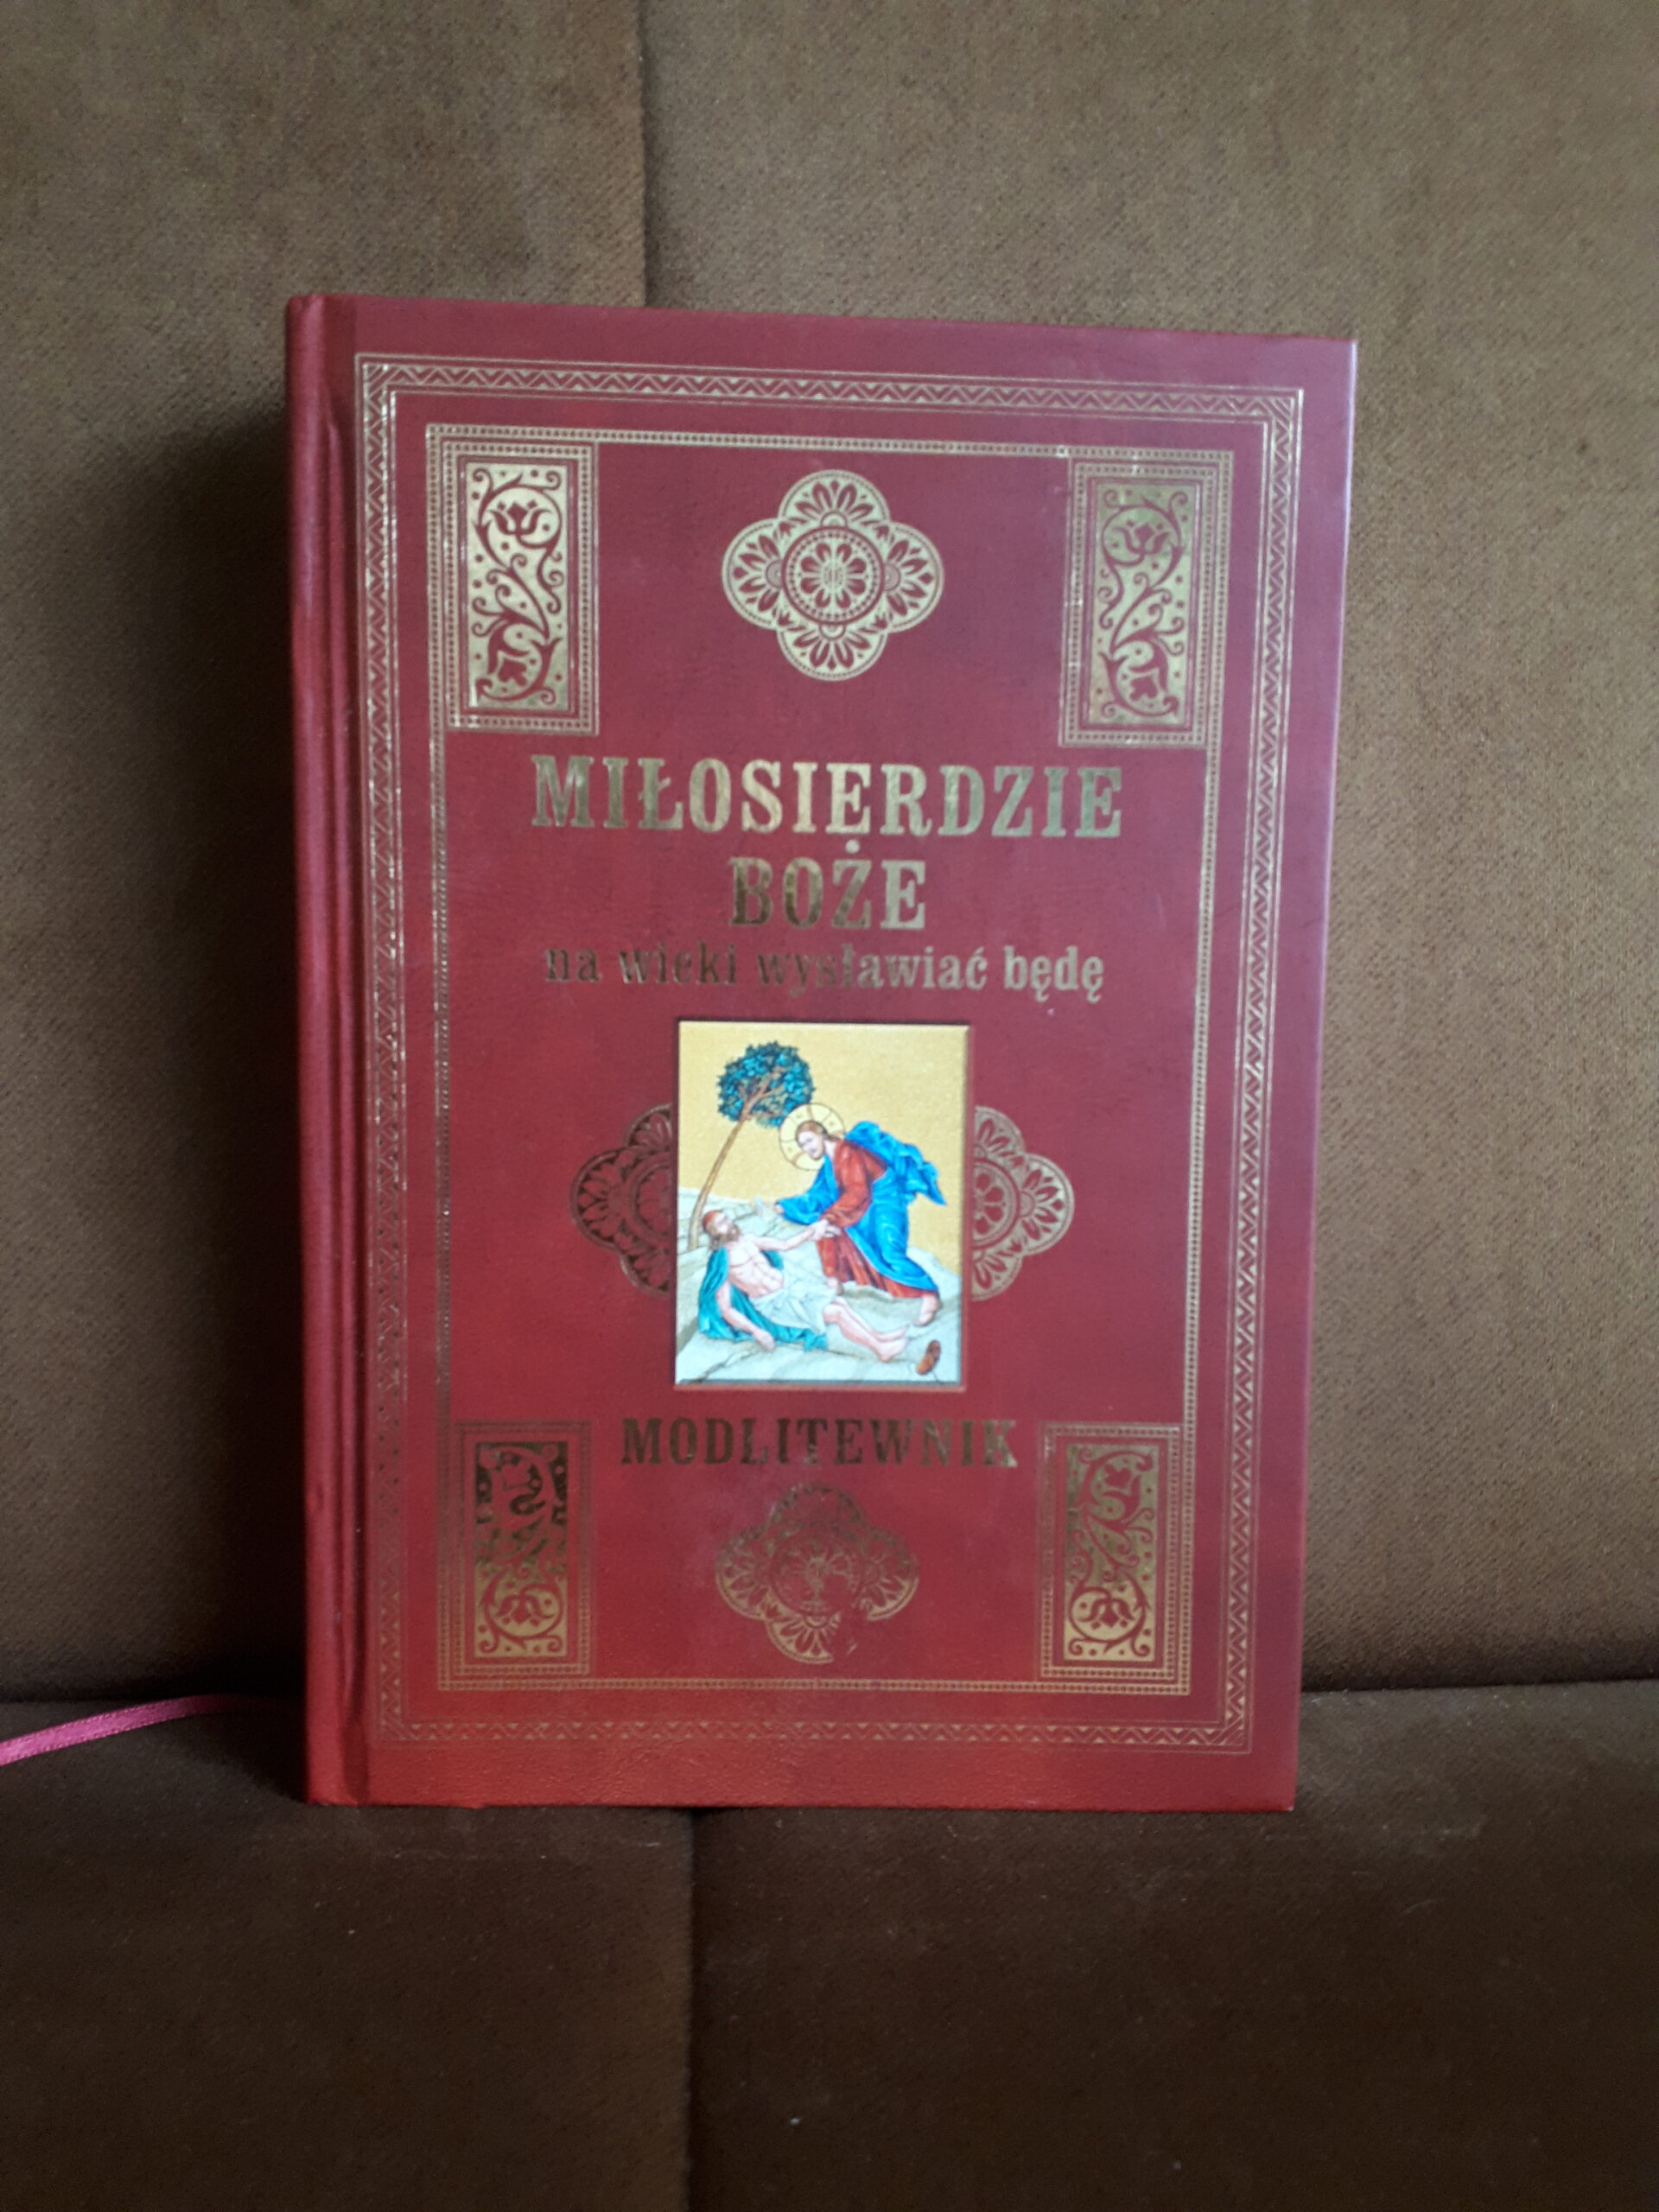 MIŁOSIERDZIE
BOŻE
na wieki wysławiać będę
MODLITEWNIK